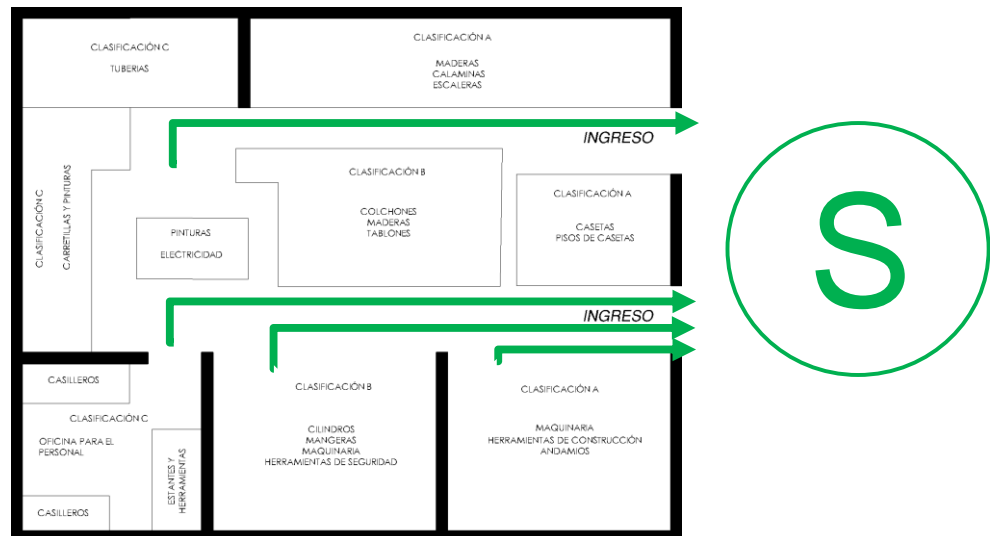 CLASIFICACIÓN C
TUBERIAS
CLASIFICACIÓN A
MADERAS
CALAMINAS
ESCALERAS
INGRESO
CLASIFICACIÓN C
CARRETILLAS Y PINTURAS
CLASIFICACIÓN B
COLCHONES
MADERAS
TABLONES
CLASIFICACIÓN A
CASETAS
PISOS DE CASETAS
PINTURAS
ELECTRICIDAD
S
INGRESO
CASILLEROS
CLASIFICACIÓN C
OFICINA PARA EL
PERSONAL
ESTANTES Y
HERRAMIENTAS
CASILLEROS
CLASIFICACIÓN B
CILINDROS
MANGERAS
MAQUINARIA
HERRAMIENTAS DE SEGURIDAD
CLASIFICACIÓN A
MAQUINARIA
HERRAMIENTAS DE CONSTRUCCIÓN
ANDAMIOS